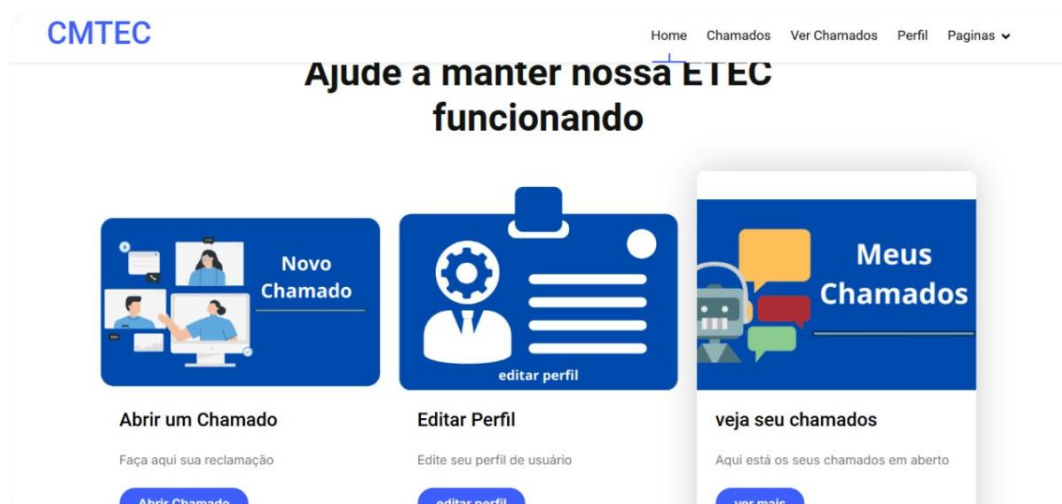 CMTEC
Home Chamados Ver Chamados Perfil Paginas
Ajude a manter nossa ETEC
funcionando
Novo
Chamado
editar perfil
Meus
Chamados
Abrir um Chamado
Faça aqui sua reclamação
Abrir Chamado
Editar Perfil
Edite seu perfil de usuário
editar perfil
veja seu chamados
Aqui está os seus chamados em aberto
ver mais